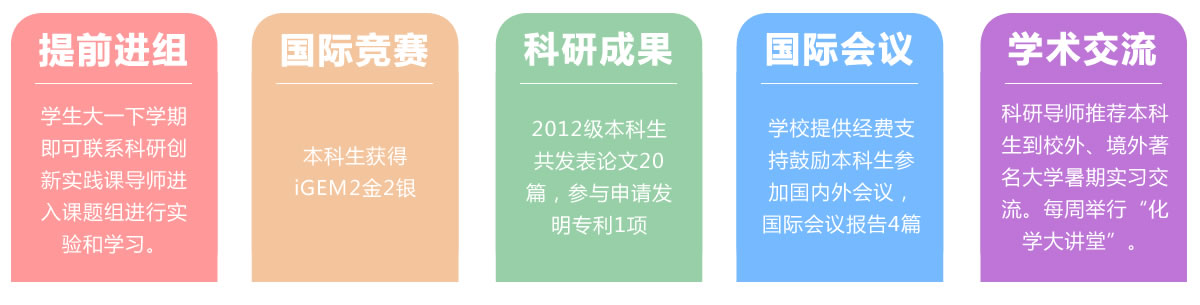 提前进组
学生大一下学期
即可联系科研创
新实践课导师进
入课题组进行实
验和学习。
国际竞赛
本科生获得
iGEM2金2银
科研成果
2012级本科生
共发表论文20
篇，参与申请发
明专利1项
国际会议
学校提供经费支
持鼓励本科生参
加国内外会议，
国际会议报告4篇
学术交流
科研导师推荐本科
生到校外、境外著
名大学暑期实习交
流。每周举行“化
学大讲堂”。